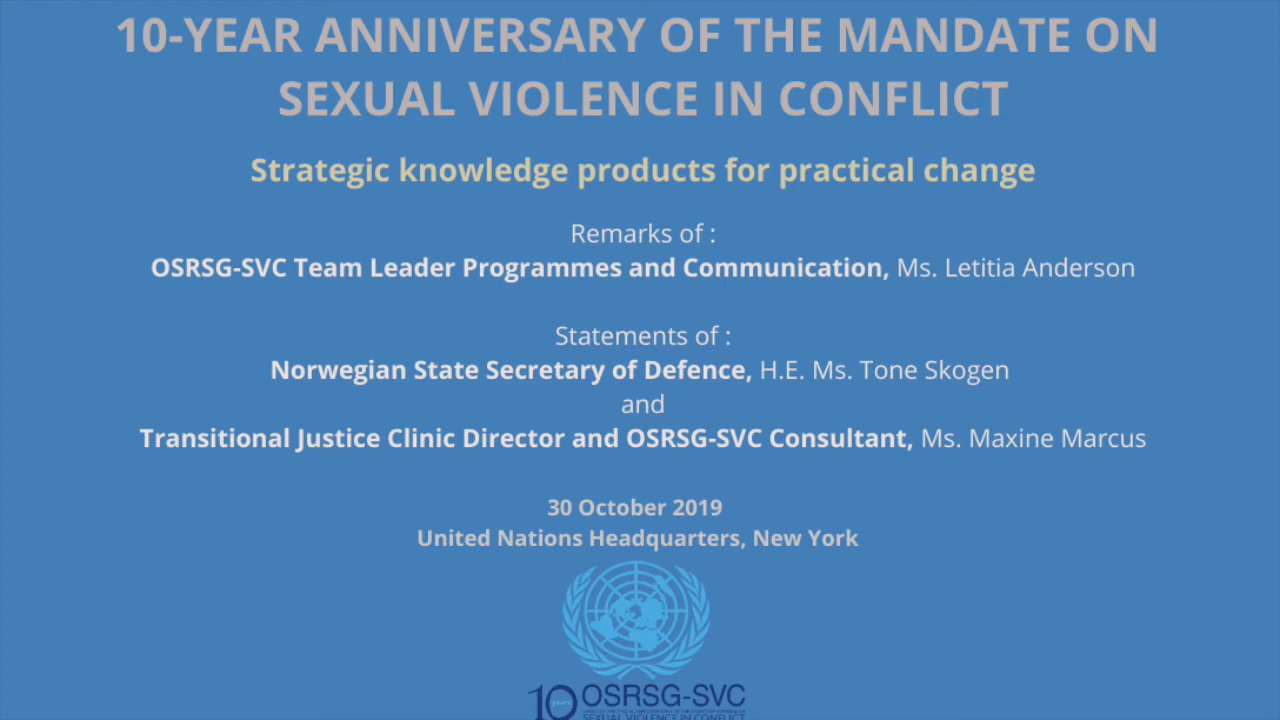 10-YEAR ANNIVERSARY OF THE MANDATE ON
SEXUAL VIOLENCE IN CONFLICT
Strategic knowledge products for practical change
Remarks of :
OSRSG-SVC Team Leader Programmes and Communication, Ms. Letitia Anderson
Statements of :
Norwegian State Secretary of Defence, H.E. Ms. Tone Skogen
and
Transitional Justice Clinic Director and OSRSG-SVC Consultant, Ms. Maxine Marcus
30 October 2019
United Nations Headquarters, New York
10 years OSRSG-SVC
SEXUAL VIOLENCE IN CONFLICT